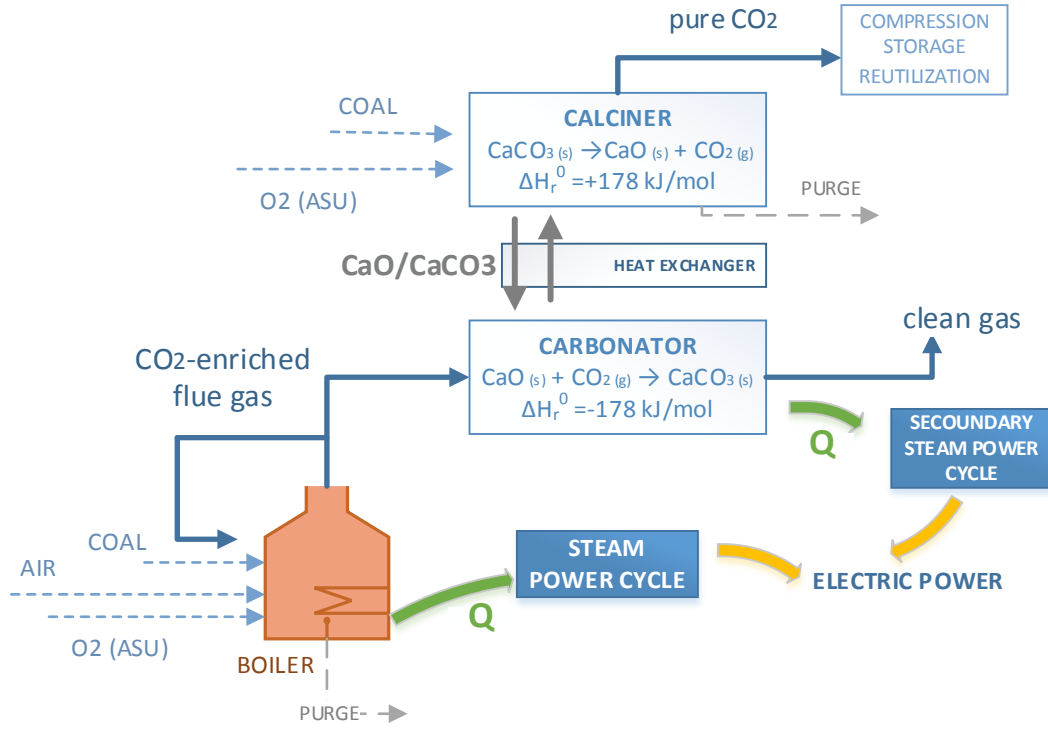 pure CO2
COMPRESSION
STORAGE
REUTILIZATION
COAL
O2 (ASU)
CALCINER
CaCO3 (s) →CaO (s) + CO2 (g)
ΔHr0 =+178 kJ/mol
PURGE
CaO/CaCO3
HEAT EXCHANGER
clean gas
CO2-enriched
flue gas
CARBONATOR
CaO (s) + CO2 (g) → CaCO3 (s)
ΔHr0 =-178 kJ/mol
Q
SECOUNDARY
STEAM POWER
CYCLE
COAL
AIR
O2 (ASU)
STEAM
POWER CYCLE
ELECTRIC POWER
Q
BOILER
PURGE-